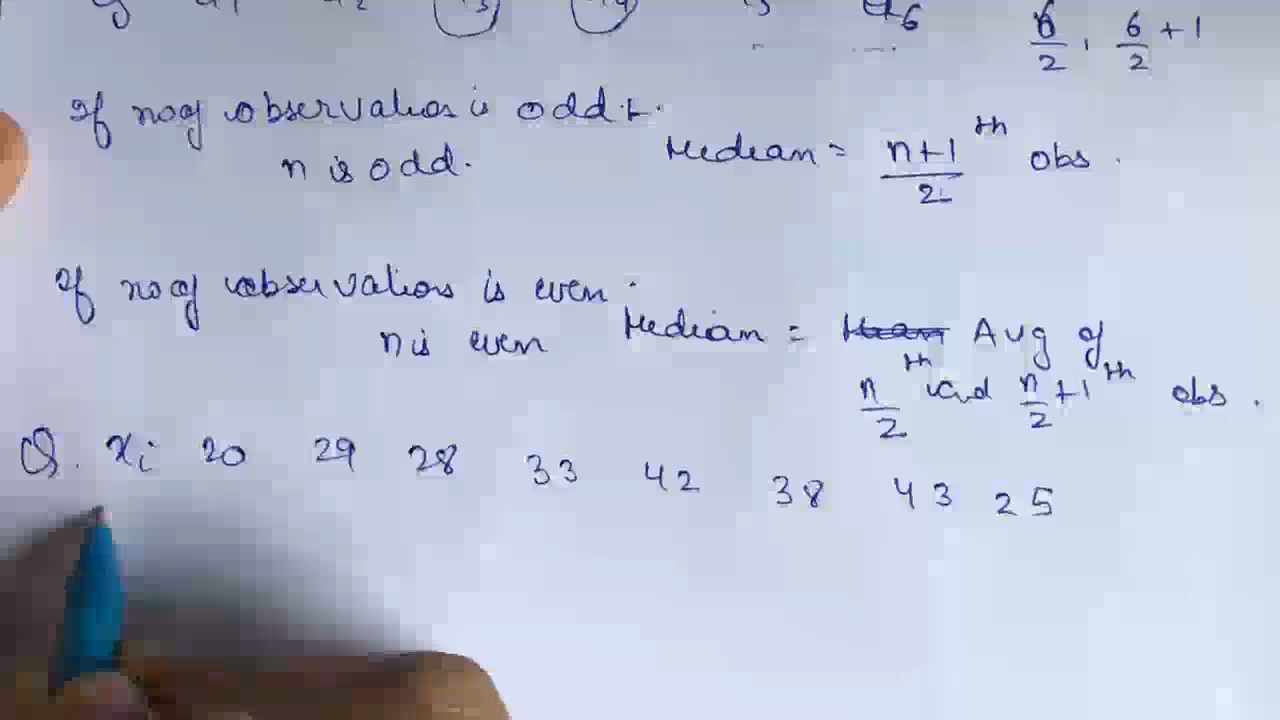 6/2 , 6/2 + 1
If no of observations is odd.
n is odd.
Median = n+1/2 th obs.
If no of observations is even.
n is even
Median = Avg of
n/2 th and n/2 +1 th obs.
Q. xi 20 29 28 33 42 38 43 25